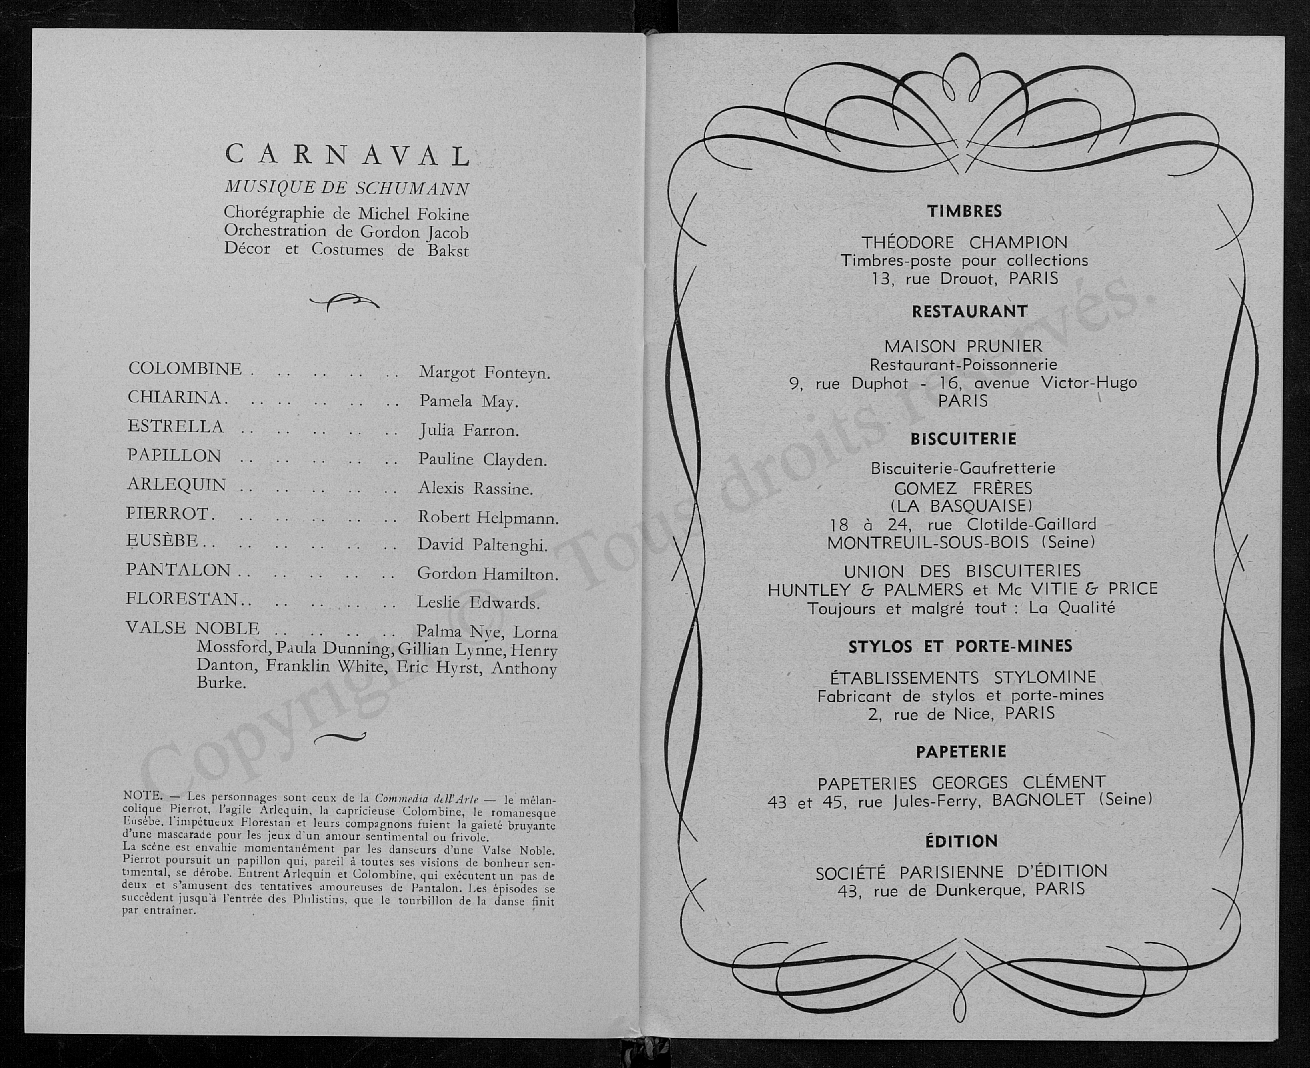 CARNAVAL
MUSIQUE DE SCHUMANN
Chorégraphie de Michel Fokine
Orchestration de Gordon Jacob
Décor et Costumes de Bakst
COLOMBINE . .. .. .. .. Margot Fonteyn.
CHIARINA. .. .. .. .. .. Pamela May.
ESTRELLA .. .. .. .. .. Julia Farron.
PAPILLON .. .. .. .. .. Pauline Clayden.
ARLEQUIN .. .. .. .. .. Alexis Rassine.
PIERROT. .. .. .. .. .. Robert Helpmann.
EUSÈBE.. .. .. .. .. .. David Paltenghi.
PANTALON .. .. .. .. .. Gordon Hamilton.
FLORESTAN.. .. .. .. .. Leslie Edwards.
VALSE NOBLE .. .. .. .. Palma Nye, Lorna
Mossford, Paula Dunning, Gillian Lynne, Henry
Danton, Franklin White, Eric Hyrst, Anthony
Burke.
NOTE. — Les personnages sont ceux de la Commedia dell'Arte — le mélan-
colique Pierrot, l'agile Arlequin, la capricieuse Colombine, le romanesque
Eusèbe, l'impétueux Florestan et leurs compagnons fuient la gaieté bruyante
d'une mascarade pour les jeux d'un amour sentimental ou frivole.
La scène est envahie momentanément par les danseurs d'une Valse Noble.
Pierrot poursuit un papillon qui, pareil à toutes ses visions de bonheur sen-
timental, se dérobe. Entrent Arlequin et Colombine, qui exécutent un pas de
deux et s'amusent des tentatives amoureuses de Pantalon. Les épisodes se
succèdent jusqu'à l'entrée des Philistins, que le tourbillon de la danse finit
par entraîner.
TIMBRES
THÉODORE CHAMPION
Timbres-poste pour collections
13, rue Drouot, PARIS
RESTAURANT
MAISON PRUNIER
Restaurant-Poissonnerie
9, rue Duphot - 16, avenue Victor-Hugo
PARIS
BISCUITERIE
Biscuiterie-Gaufretterie
GOMEZ FRÈRES
(LA BASQUAISE)
18 à 24, rue Clotilde-Gaillard
MONTREUIL-SOUS-BOIS (Seine)
UNION DES BISCUITERIES
HUNTLEY & PALMERS et Mc VITIE & PRICE
Toujours et malgré tout : La Qualité
STYLOS ET PORTE-MINES
ÉTABLISSEMENTS STYLOMINE
Fabricant de stylos et porte-mines
2, rue de Nice, PARIS
PAPETERIE
PAPETERIES GEORGES CLÉMENT
43 et 45, rue Jules-Ferry, BAGNOLET (Seine)
ÉDITION
SOCIÉTÉ PARISIENNE D'ÉDITION
43, rue de Dunkerque, PARIS
Copyright © - Tous droits réservés.